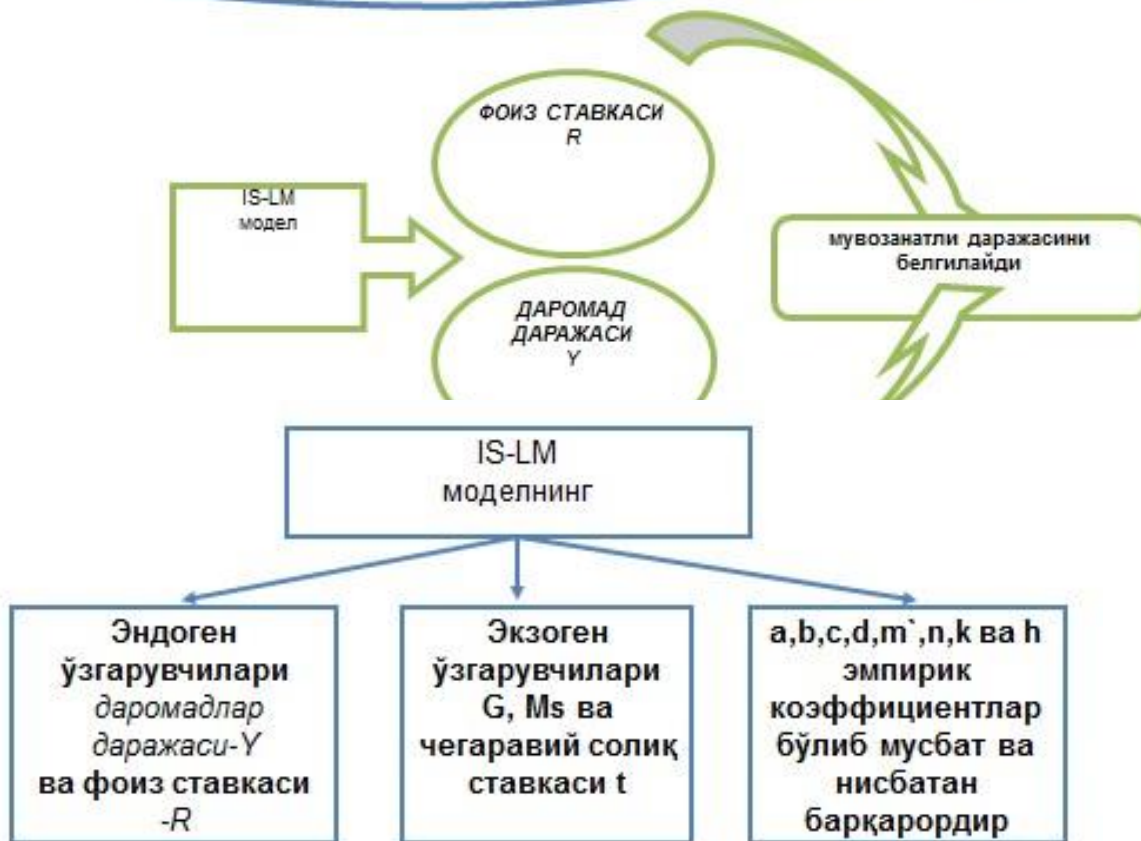 ФОИЗ СТАВКАСИ
R
IS-LM
модел
мувозанатли даражасини
белгилайди
ДАРОМАД
ДАРАЖАСИ
Y
IS-LM
моделнинг
Эндоген
ўзгарувчилари
даромадлар
даражаси-Y
ва фоиз ставкаси
-R
Экзоген
ўзгарувчилари
G, Ms ва
чегаравий солиқ
ставкаси t
a,b,c,d,m`,n,k ва h
эмпирик
коэффициентлар
бўлиб мусбат ва
нисбатан
барқарордир